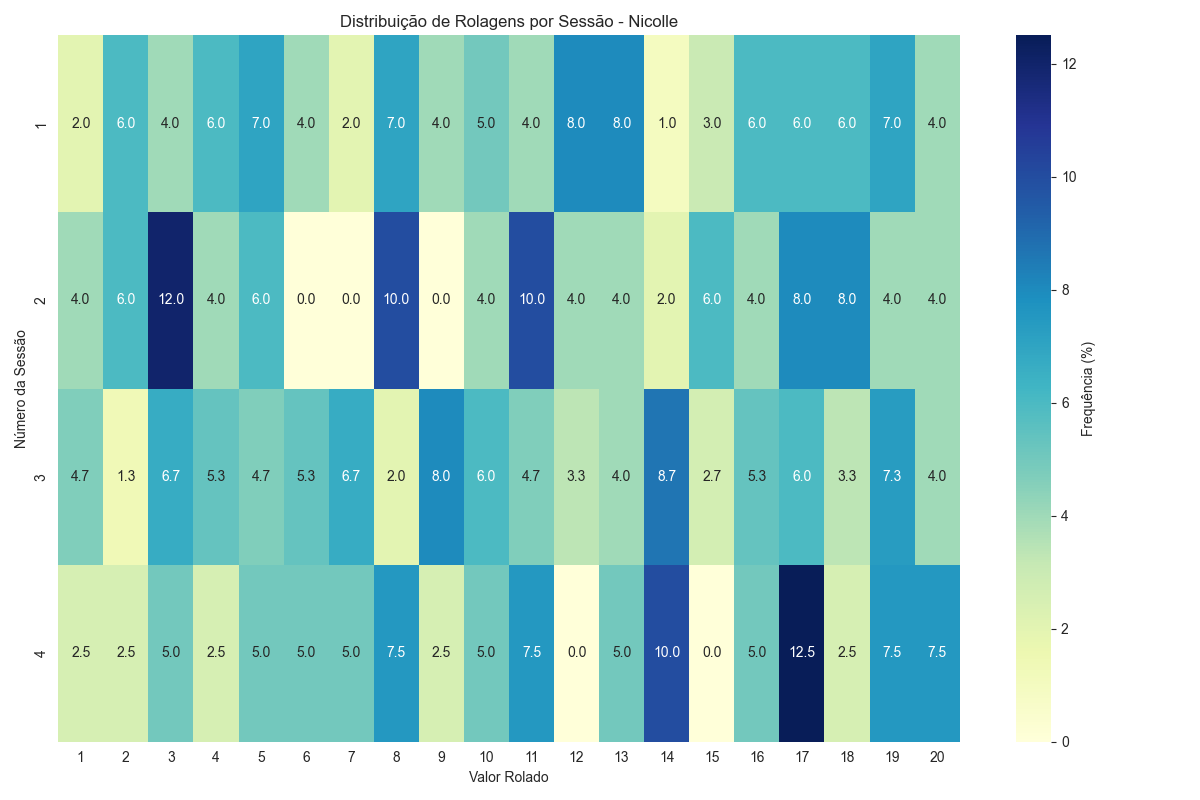 Distribuição de Rolagens por Sessão - Nicolle
Número da Sessão
1 2.0 6.0 4.0 6.0 7.0 4.0 2.0 7.0 4.0 5.0 4.0 8.0 8.0 1.0 3.0 6.0 6.0 6.0 7.0 4.0
2 4.0 6.0 12.0 4.0 6.0 0.0 0.0 10.0 0.0 4.0 10.0 4.0 4.0 2.0 6.0 4.0 8.0 8.0 4.0 4.0
3 4.7 1.3 6.7 5.3 4.7 5.3 6.7 2.0 8.0 6.0 4.7 3.3 4.0 8.7 2.7 5.3 6.0 3.3 7.3 4.0
4 2.5 2.5 5.0 2.5 5.0 5.0 5.0 7.5 2.5 5.0 7.5 0.0 5.0 10.0 0.0 5.0 12.5 2.5 7.5 7.5
1 2 3 4 5 6 7 8 9 10 11 12 13 14 15 16 17 18 19 20
Valor Rolado
12
10
8
6
4
2
0
Frequência (%)